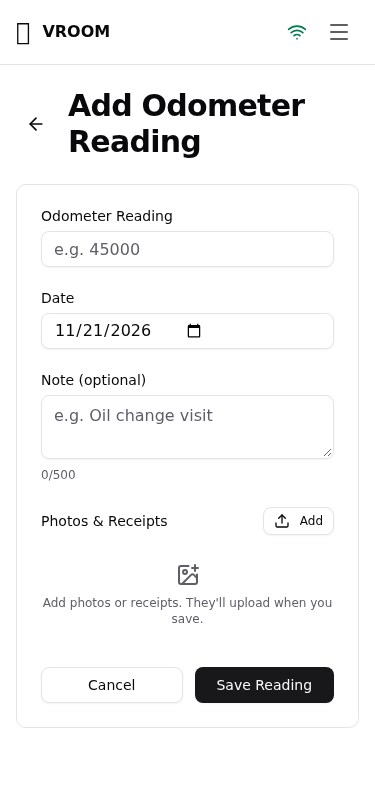 VROOM
Add Odometer
Reading
Odometer Reading
e.g. 45000
Date
11/21/2026
Note (optional)
e.g. Oil change visit
0/500
Photos & Receipts
Add
Add photos or receipts. They'll upload when you
save.
Cancel
Save Reading